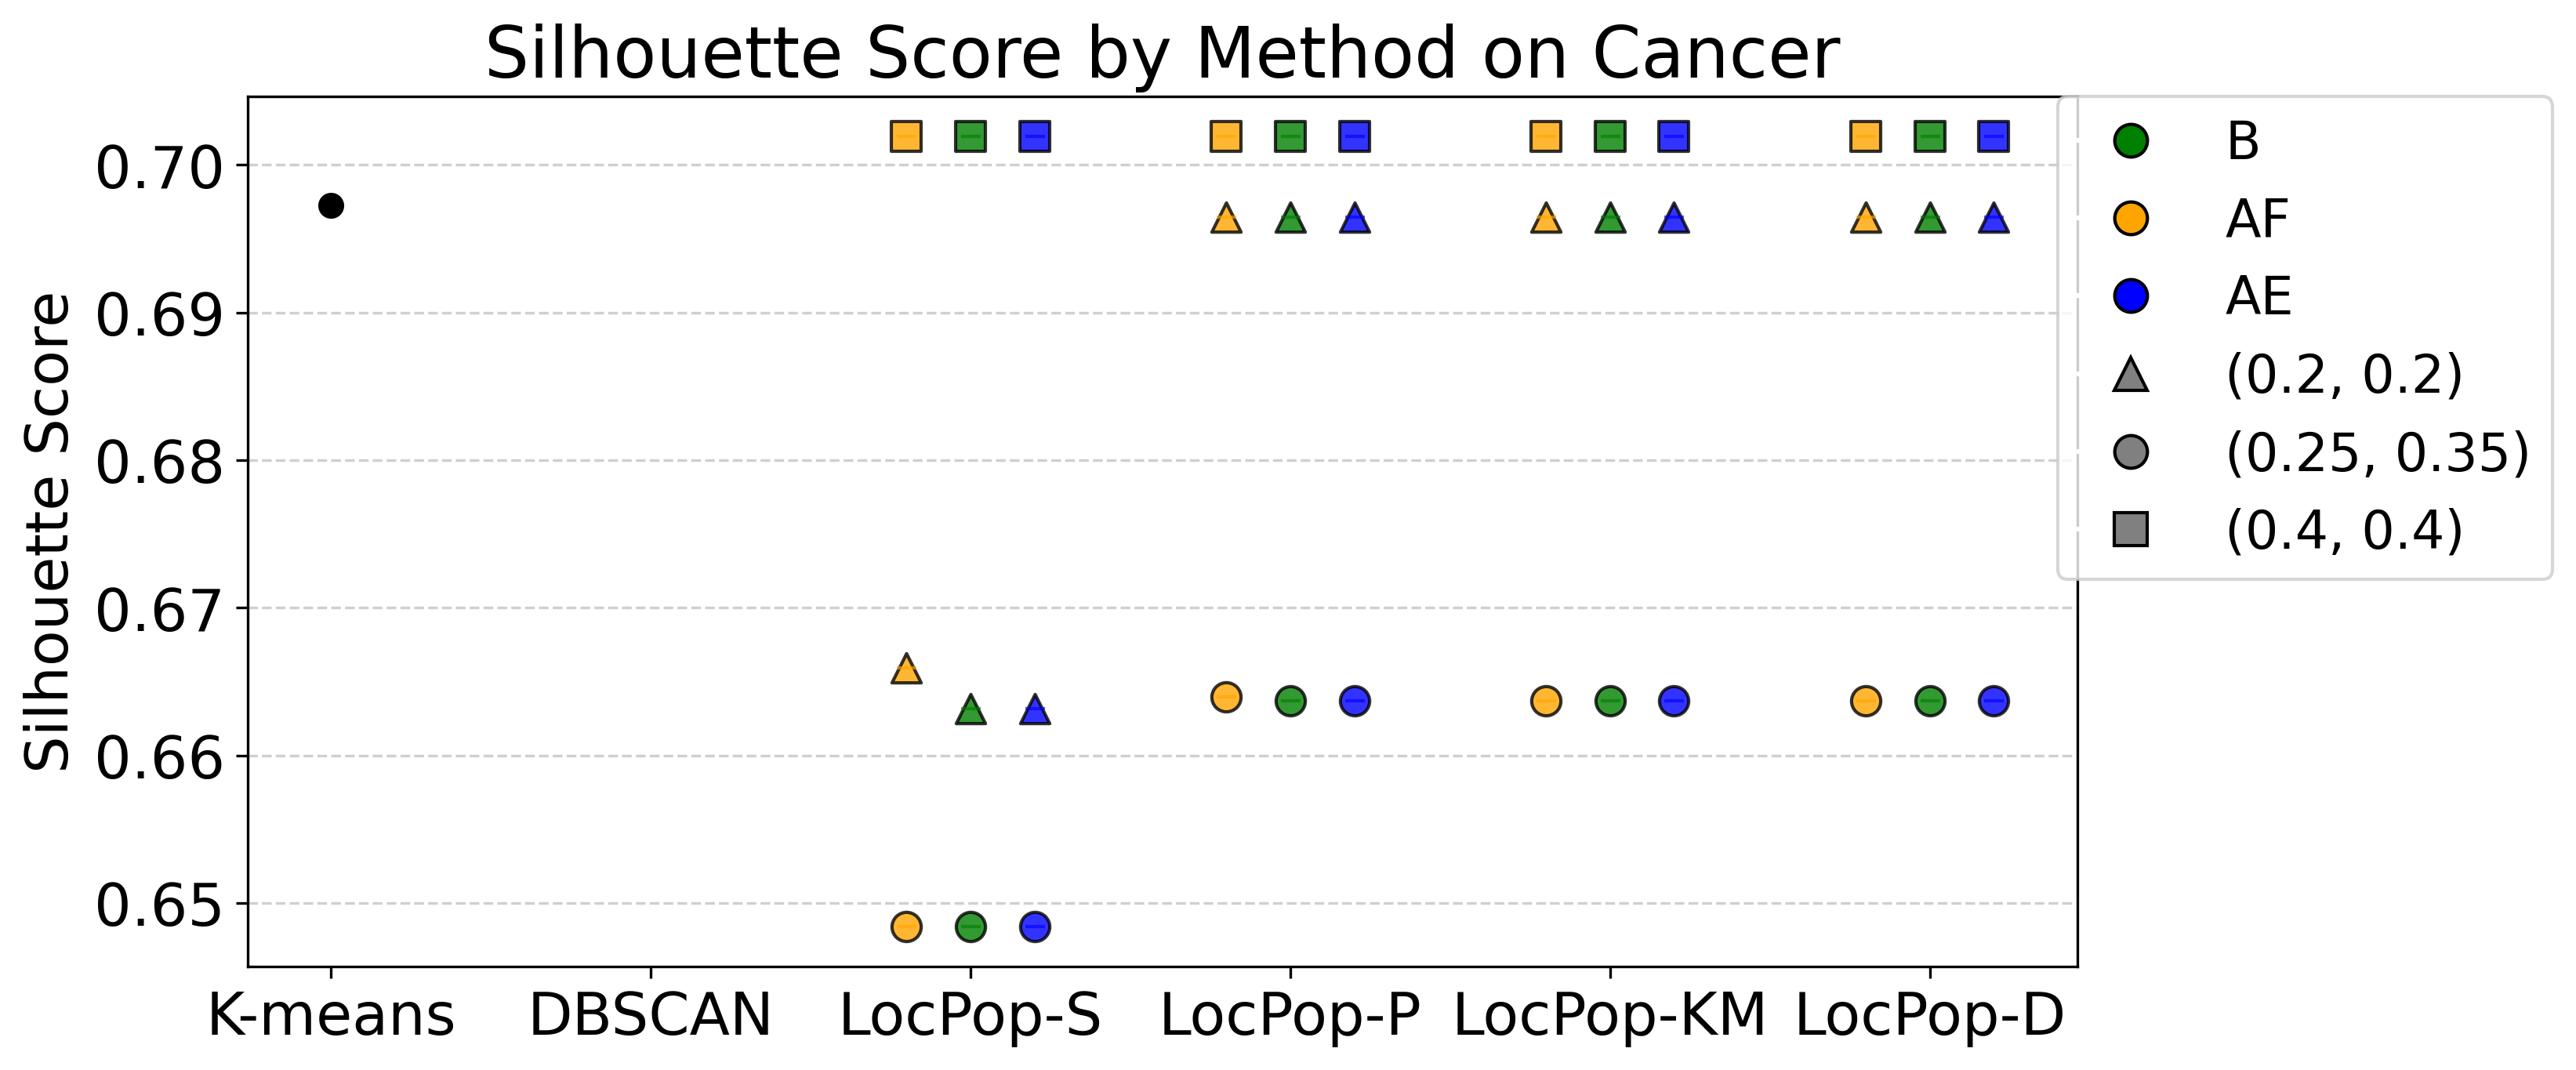 Silhouette Score by Method on Cancer
Silhouette Score
0.70
0.69
0.68
0.67
0.66
0.65
K-means
DBSCAN
LocPop-S
LocPop-P
LocPop-KM
LocPop-D
B
AF
AE
(0.2, 0.2)
(0.25, 0.35)
(0.4, 0.4)